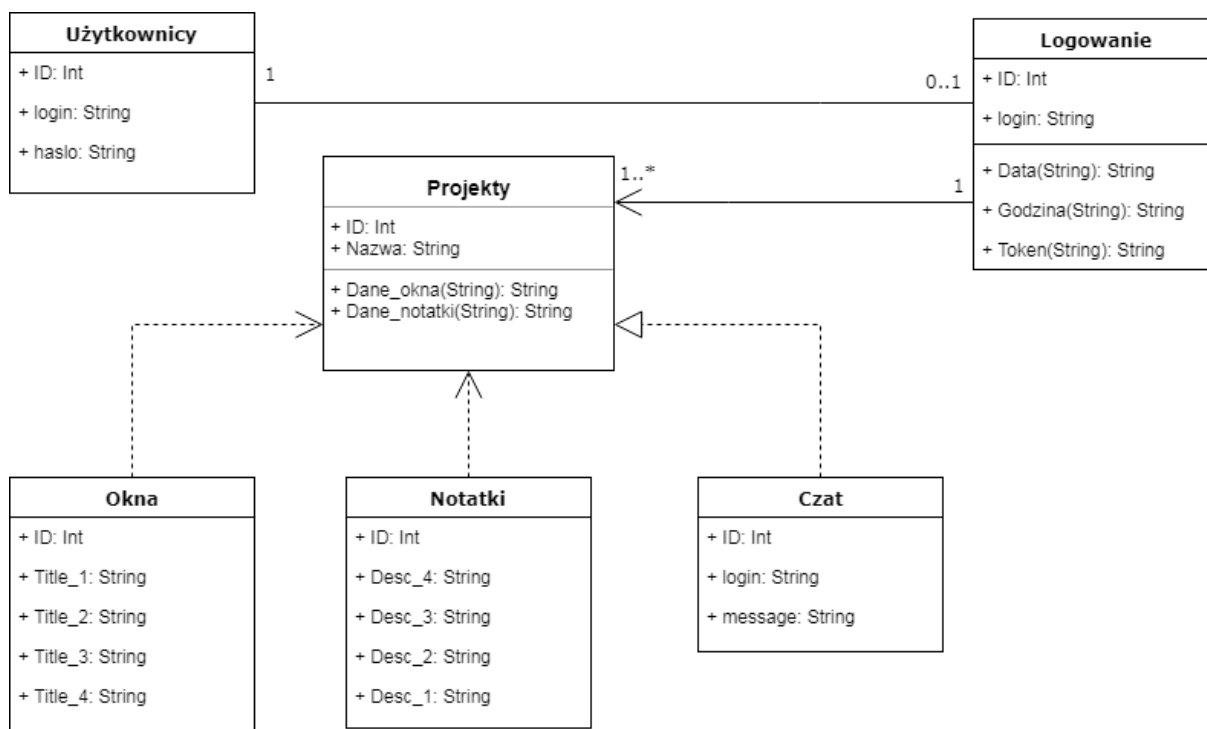 Użytkownicy
+ ID: Int
+ login: String
+ haslo: String
1
0..1
Logowanie
+ ID: Int
+ login: String
+ Data(String): String
+ Godzina(String): String
+ Token(String): String
1..*
1
Projekty
+ ID: Int
+ Nazwa: String
+ Dane_okna(String): String
+ Dane_notatki(String): String
Okna
+ ID: Int
+ Title_1: String
+ Title_2: String
+ Title_3: String
+ Title_4: String
Notatki
+ ID: Int
+ Desc_4: String
+ Desc_3: String
+ Desc_2: String
+ Desc_1: String
Czat
+ ID: Int
+ login: String
+ message: String